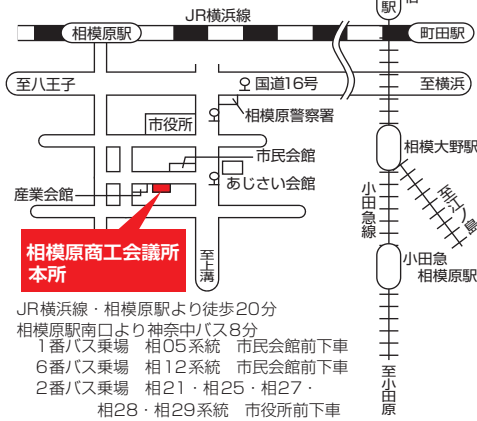 駅
JR横浜線
相模原駅
町田駅
至八王子
国道16号
至横浜
相模原警察署
市役所
市民会館
相模大野駅
あじさい会館
産業会館
小田急線
至江ノ島
相模原商工会議所
本所
至上溝
小田急
相模原駅
JR横浜線・相模原駅より徒歩20分
相模原駅南口より神奈中バス8分
1番バス乗場　相05系統　市民会館前下車
6番バス乗場　相12系統　市民会館前下車
2番バス乗場　相21・相25・相27・
相28・相29系統　市役所前下車
至小田原